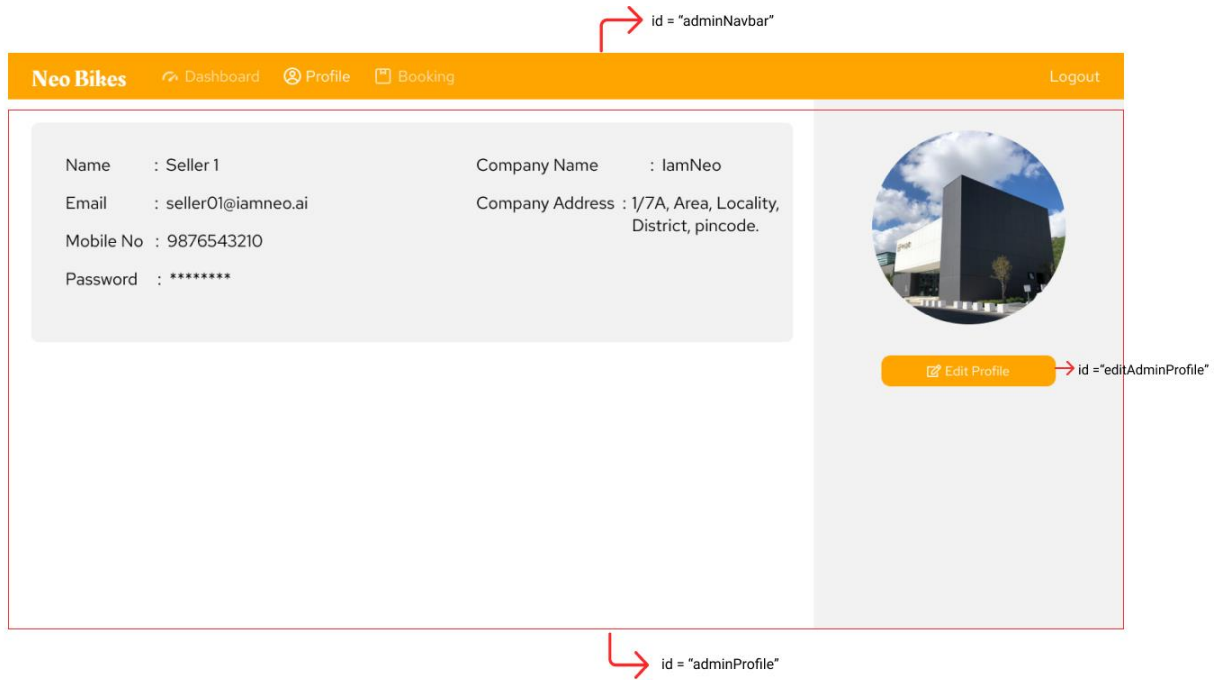 id = “adminNavbar”
Neo Bikes Dashboard Profile Booking Logout
Name : Seller 1
Email : seller01@iamneo.ai
Mobile No : 9876543210
Password : ********
Company Name : IamNeo
Company Address : 1/7A, Area, Locality,
District, pincode.
Edit Profile
id =“editAdminProfile”
id = “adminProfile”